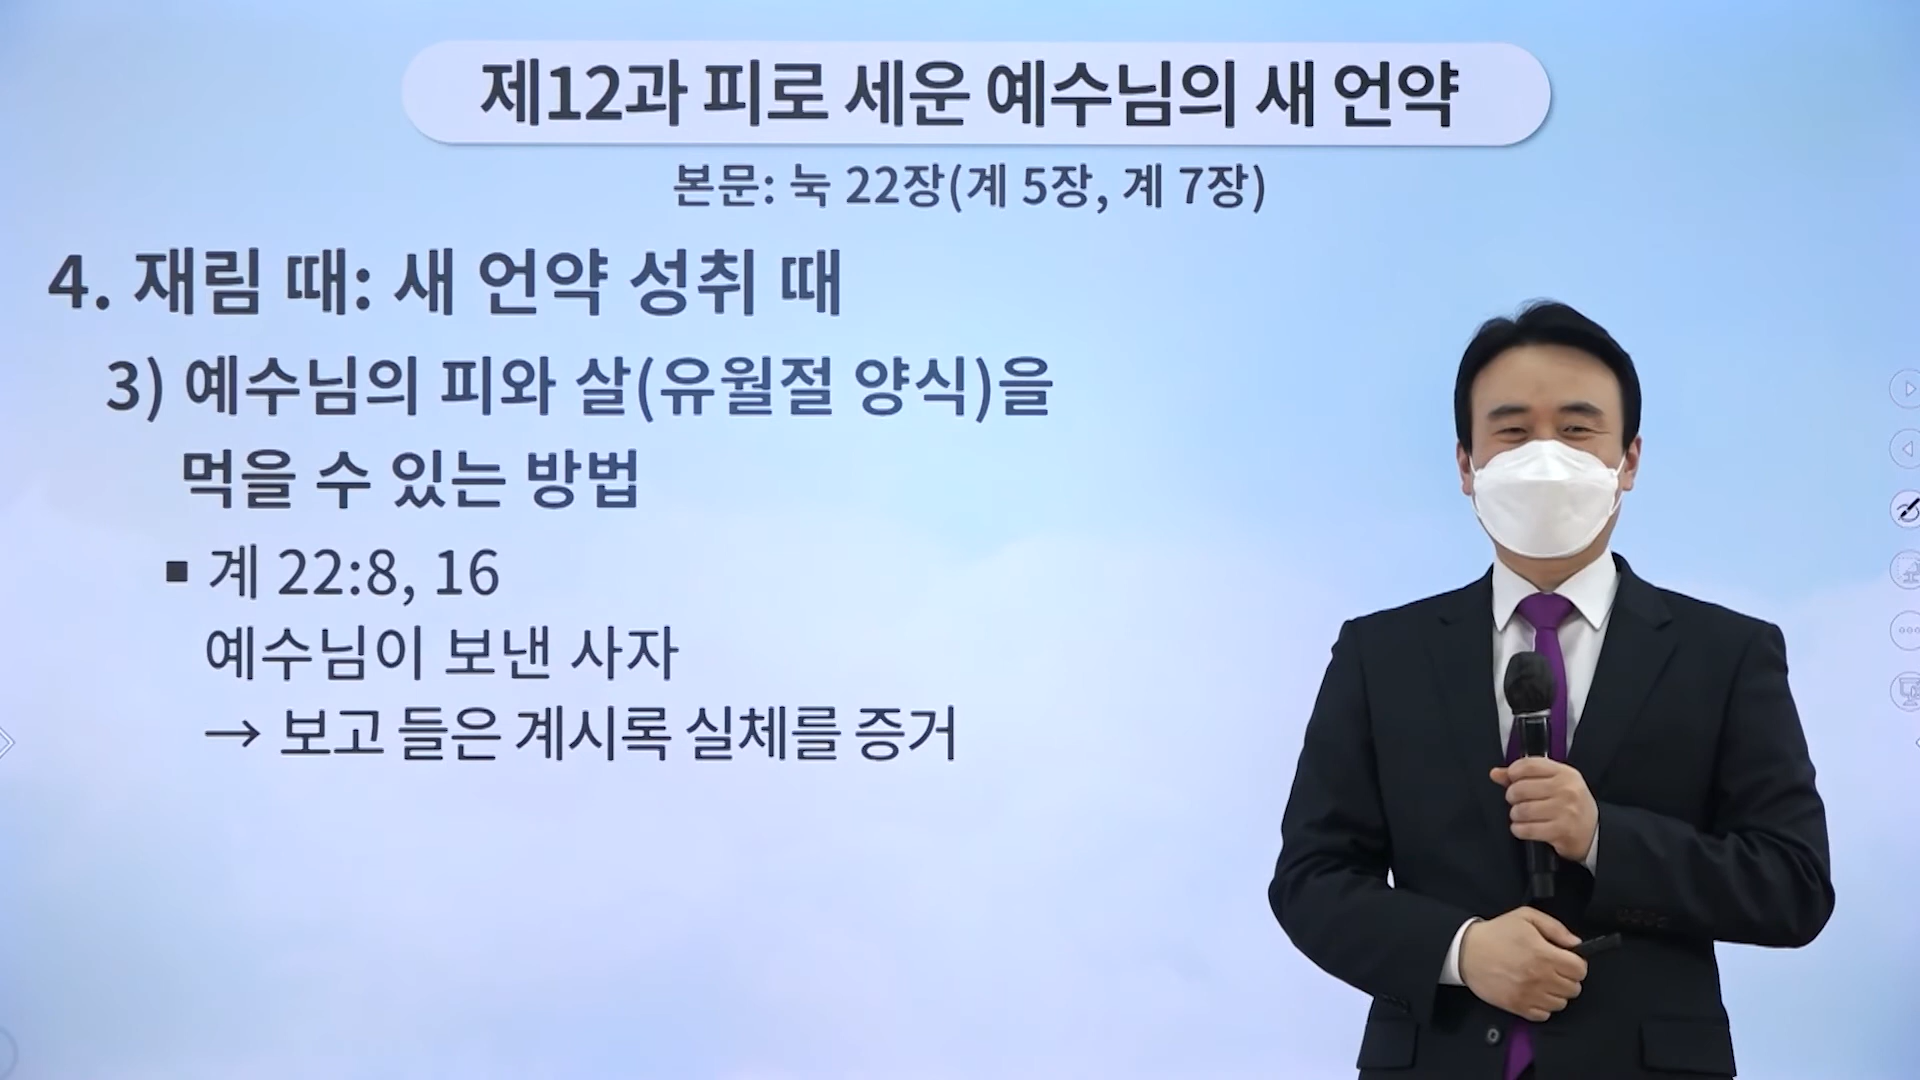 제12과 피로 세운 예수님의 새 언약
본문: 눅 22장(계 5장, 계 7장)
4. 재림 때: 새 언약 성취 때
3) 예수님의 피와 살(유월절 양식)을
먹을 수 있는 방법
▪ 계 22:8, 16
예수님이 보낸 사자
→ 보고 들은 계시록 실체를 증거